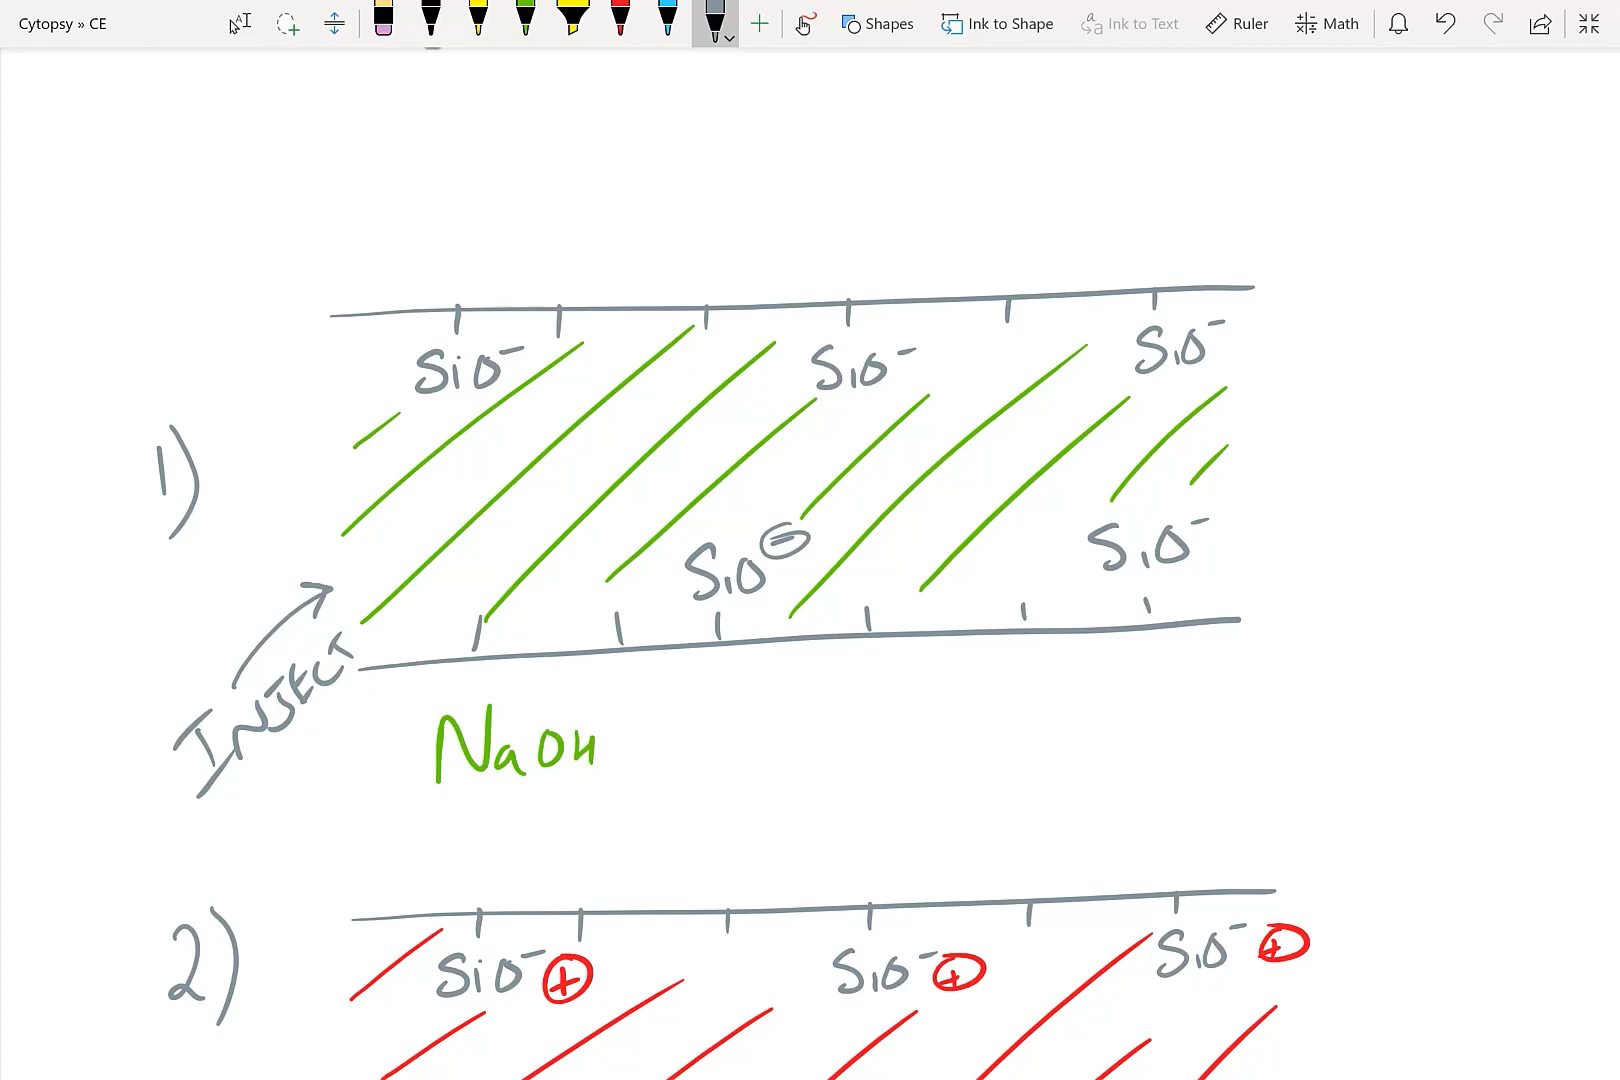 Cytopsy » CE
Shapes
Ink to Shape
Ink to Text
Ruler
Math
SiO⁻ SiO⁻ SiO⁻
1)
SiO⁻ SiO⁻
INJECT
NaOH
2)
SiO⁻ + SiO⁻ + SiO⁻ +